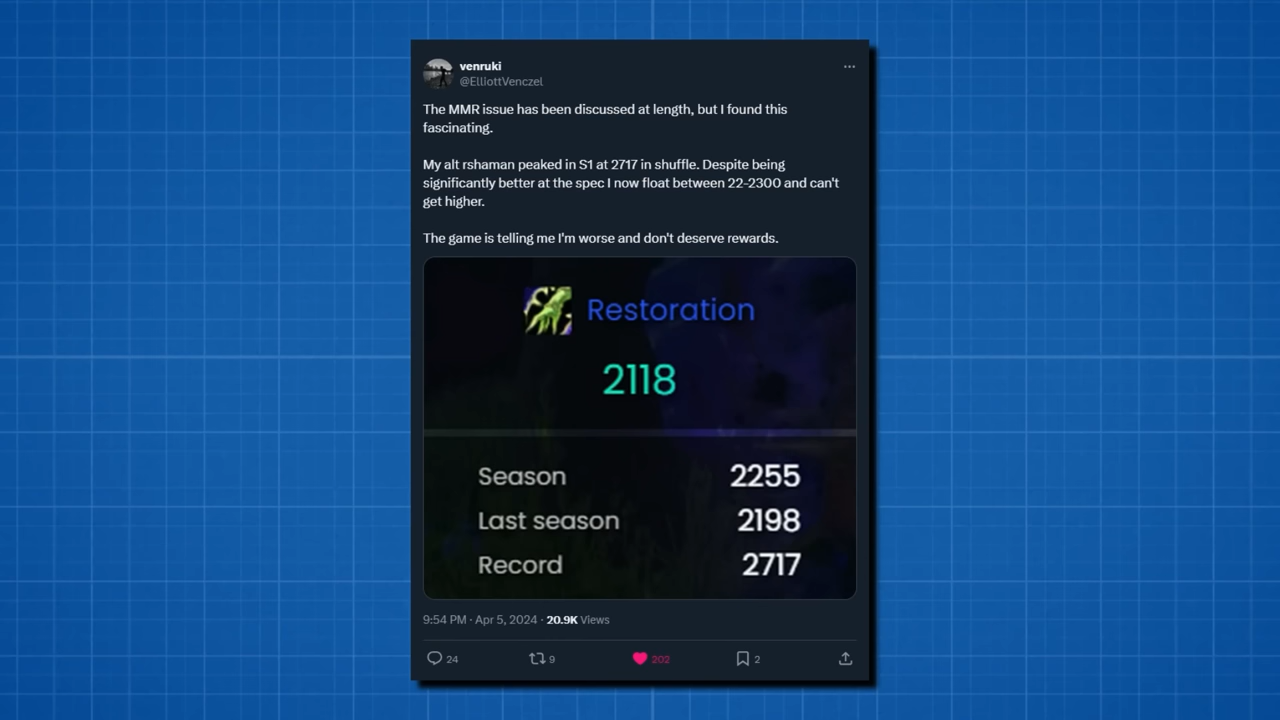 venruki
@ElliottVenczel
The MMR issue has been discussed at length, but I found this
fascinating.
My alt rshaman peaked in S1 at 2717 in shuffle. Despite being
significantly better at the spec I now float between 22-2300 and can't
get higher.
The game is telling me I'm worse and don't deserve rewards.
Restoration
2118
Season 2255
Last season 2198
Record 2717
9:54 PM · Apr 5, 2024 · 20.9K Views
24 9 202 2